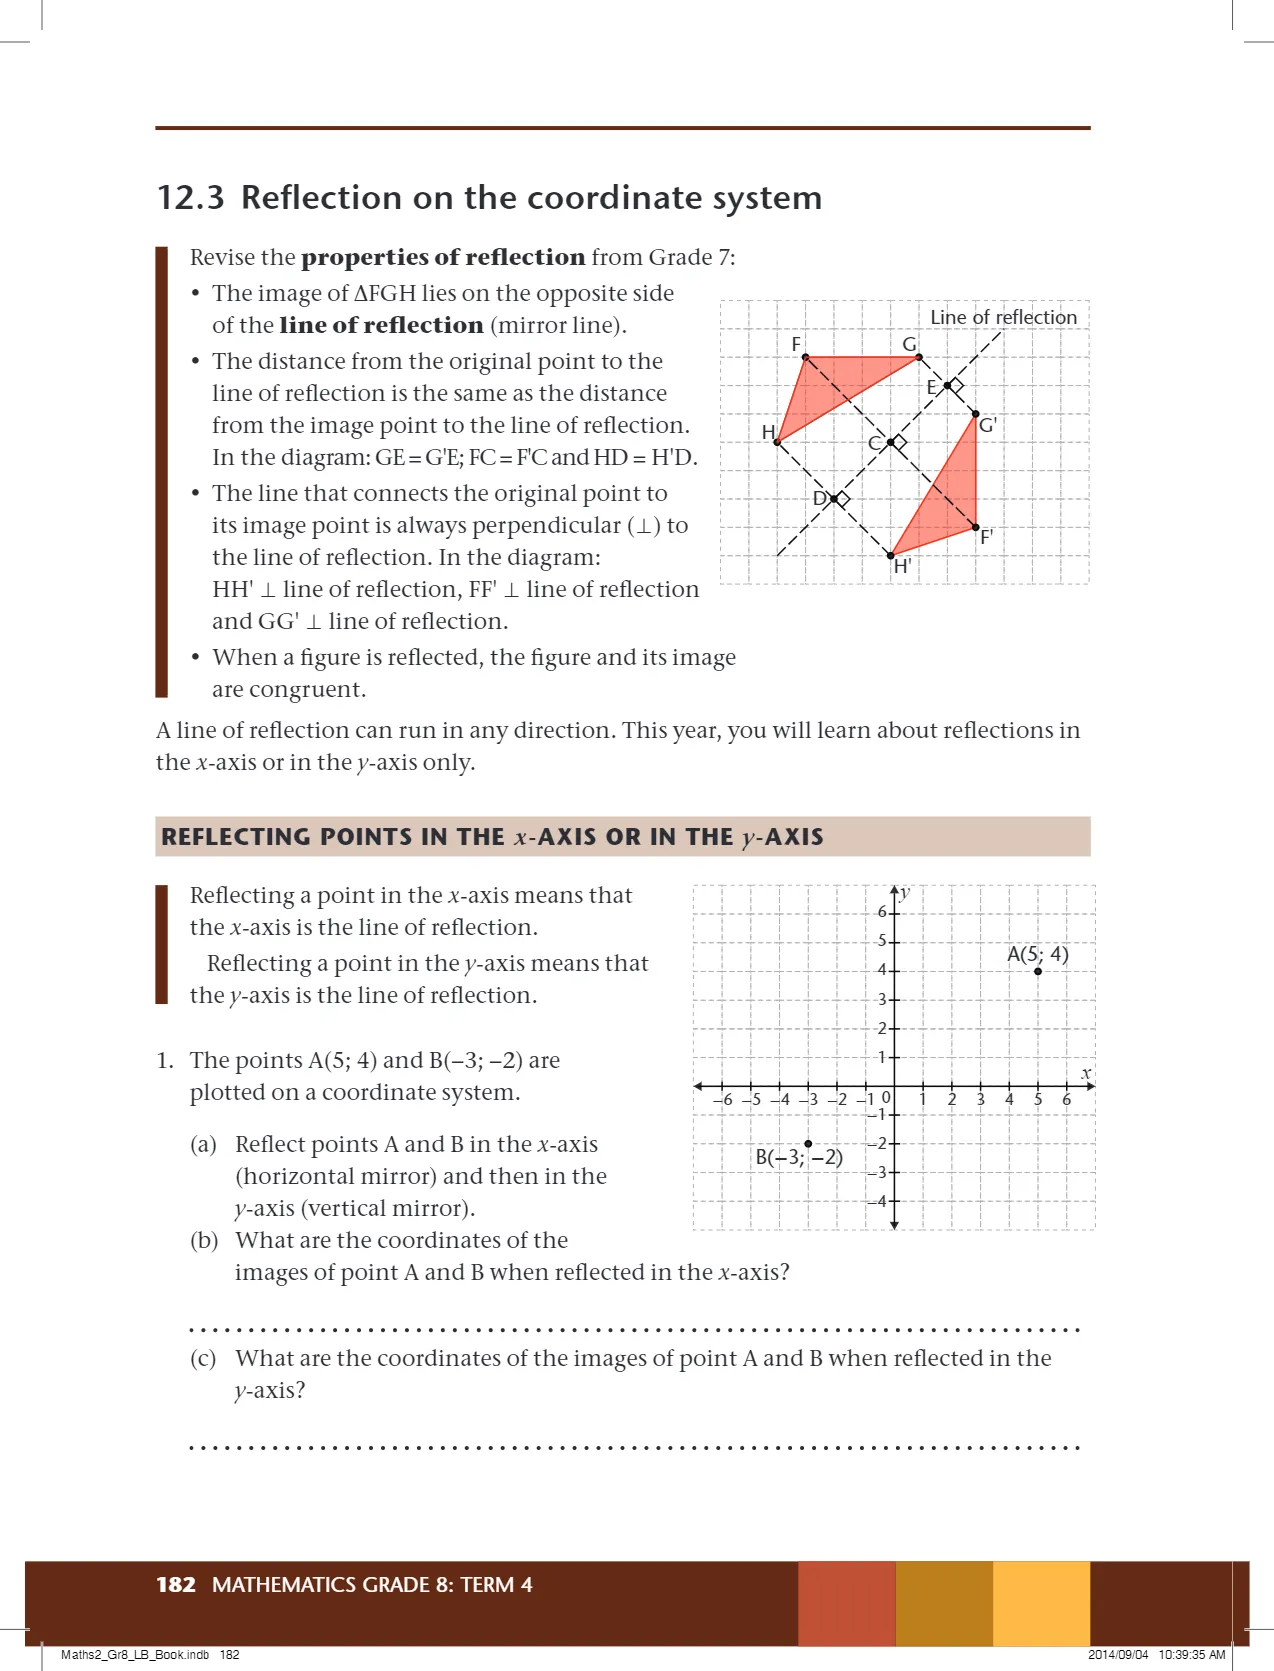 12.3 Reflection on the coordinate system
Revise the properties of reflection from Grade 7:
• The image of ΔFGH lies on the opposite side
of the line of reflection (mirror line).
• The distance from the original point to the
line of reflection is the same as the distance
from the image point to the line of reflection.
In the diagram: GE = G'E; FC = F'C and HD = H'D.
• The line that connects the original point to
its image point is always perpendicular (⊥) to
the line of reflection. In the diagram:
HH' ⊥ line of reflection, FF' ⊥ line of reflection
and GG' ⊥ line of reflection.
• When a figure is reflected, the figure and its image
are congruent.
Line of reflection
F
G
E
H
C
G'
D
F'
H'
A line of reflection can run in any direction. This year, you will learn about reflections in
the x-axis or in the y-axis only.
REFLECTING POINTS IN THE x-AXIS OR IN THE y-AXIS
Reflecting a point in the x-axis means that
the x-axis is the line of reflection.
Reflecting a point in the y-axis means that
the y-axis is the line of reflection.
1. The points A(5; 4) and B(–3; –2) are
plotted on a coordinate system.
(a) Reflect points A and B in the x-axis
(horizontal mirror) and then in the
y-axis (vertical mirror).
(b) What are the coordinates of the
images of point A and B when reflected in the x-axis?
y
6
5
A(5; 4)
4
3
2
1
x
–6 –5 –4 –3 –2 –1 0 1 2 3 4 5 6
–1
–2
B(–3; –2)
–3
–4
(c) What are the coordinates of the images of point A and B when reflected in the
y-axis?
182 MATHEMATICS GRADE 8: TERM 4
Maths2_Gr8_LB_Book.indb 182
2014/09/04 10:39:35 AM